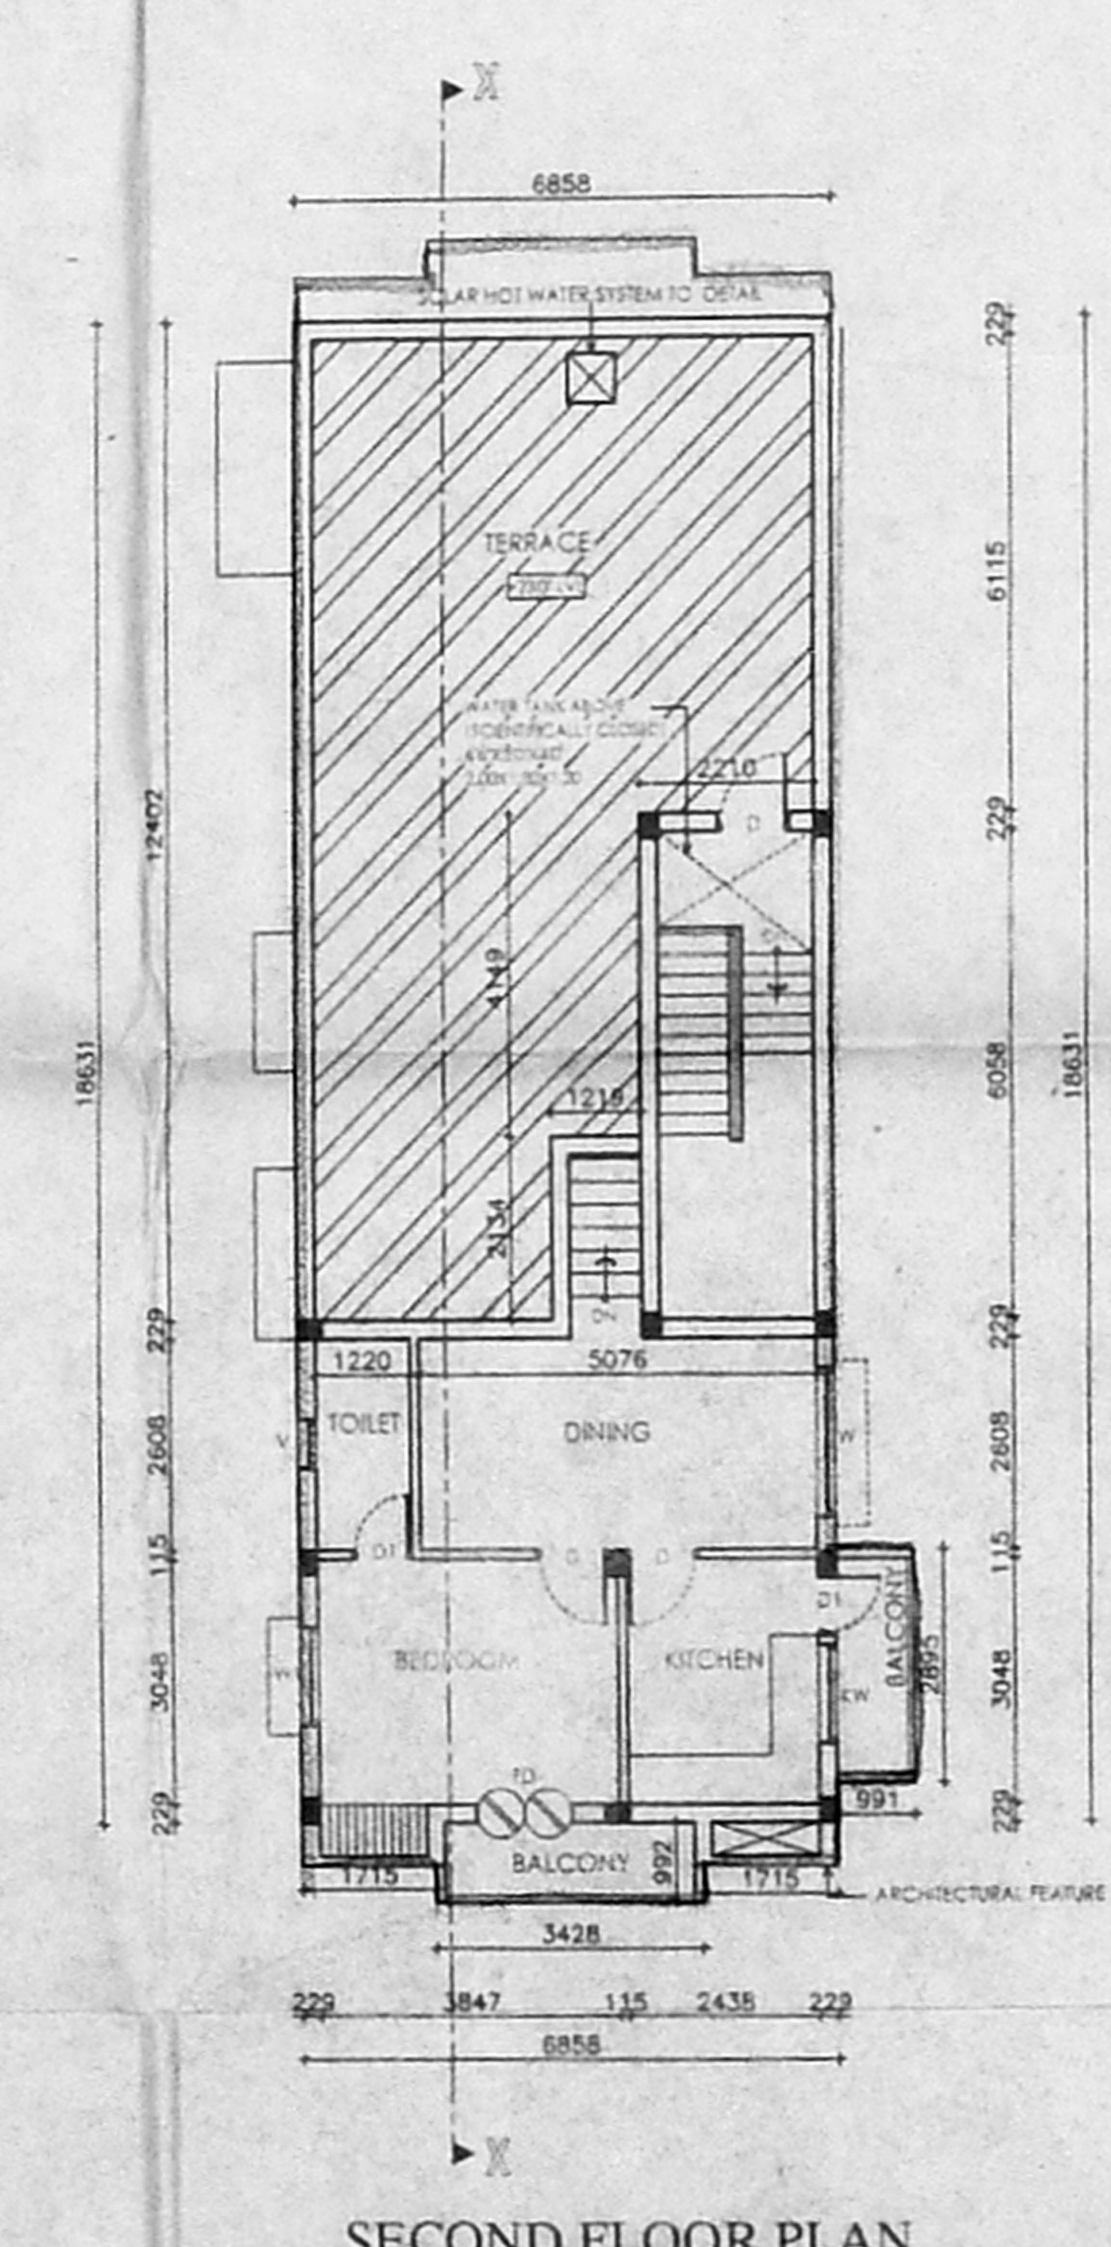 X
6858
SOLAR HOT WATER SYSTEM TO DETAIL
229
TERRACE
6115
WATER TANK ABOVE
2210
12402
229
D
4149
18631
6058
18631
1219
2134
229
229
1220
5076
TOILET
DINING
V
2608
W
2608
115
D1
D
D
115
D1
BALCONY
2895
BEDROOM
KITCHEN
3048
3048
KW
FD
991
229
229
BALCONY
992
1715
1715
ARCHITECTURAL FEATURE
3428
229
3847
115
2438
229
6858
X
SECOND FLOOR PLAN